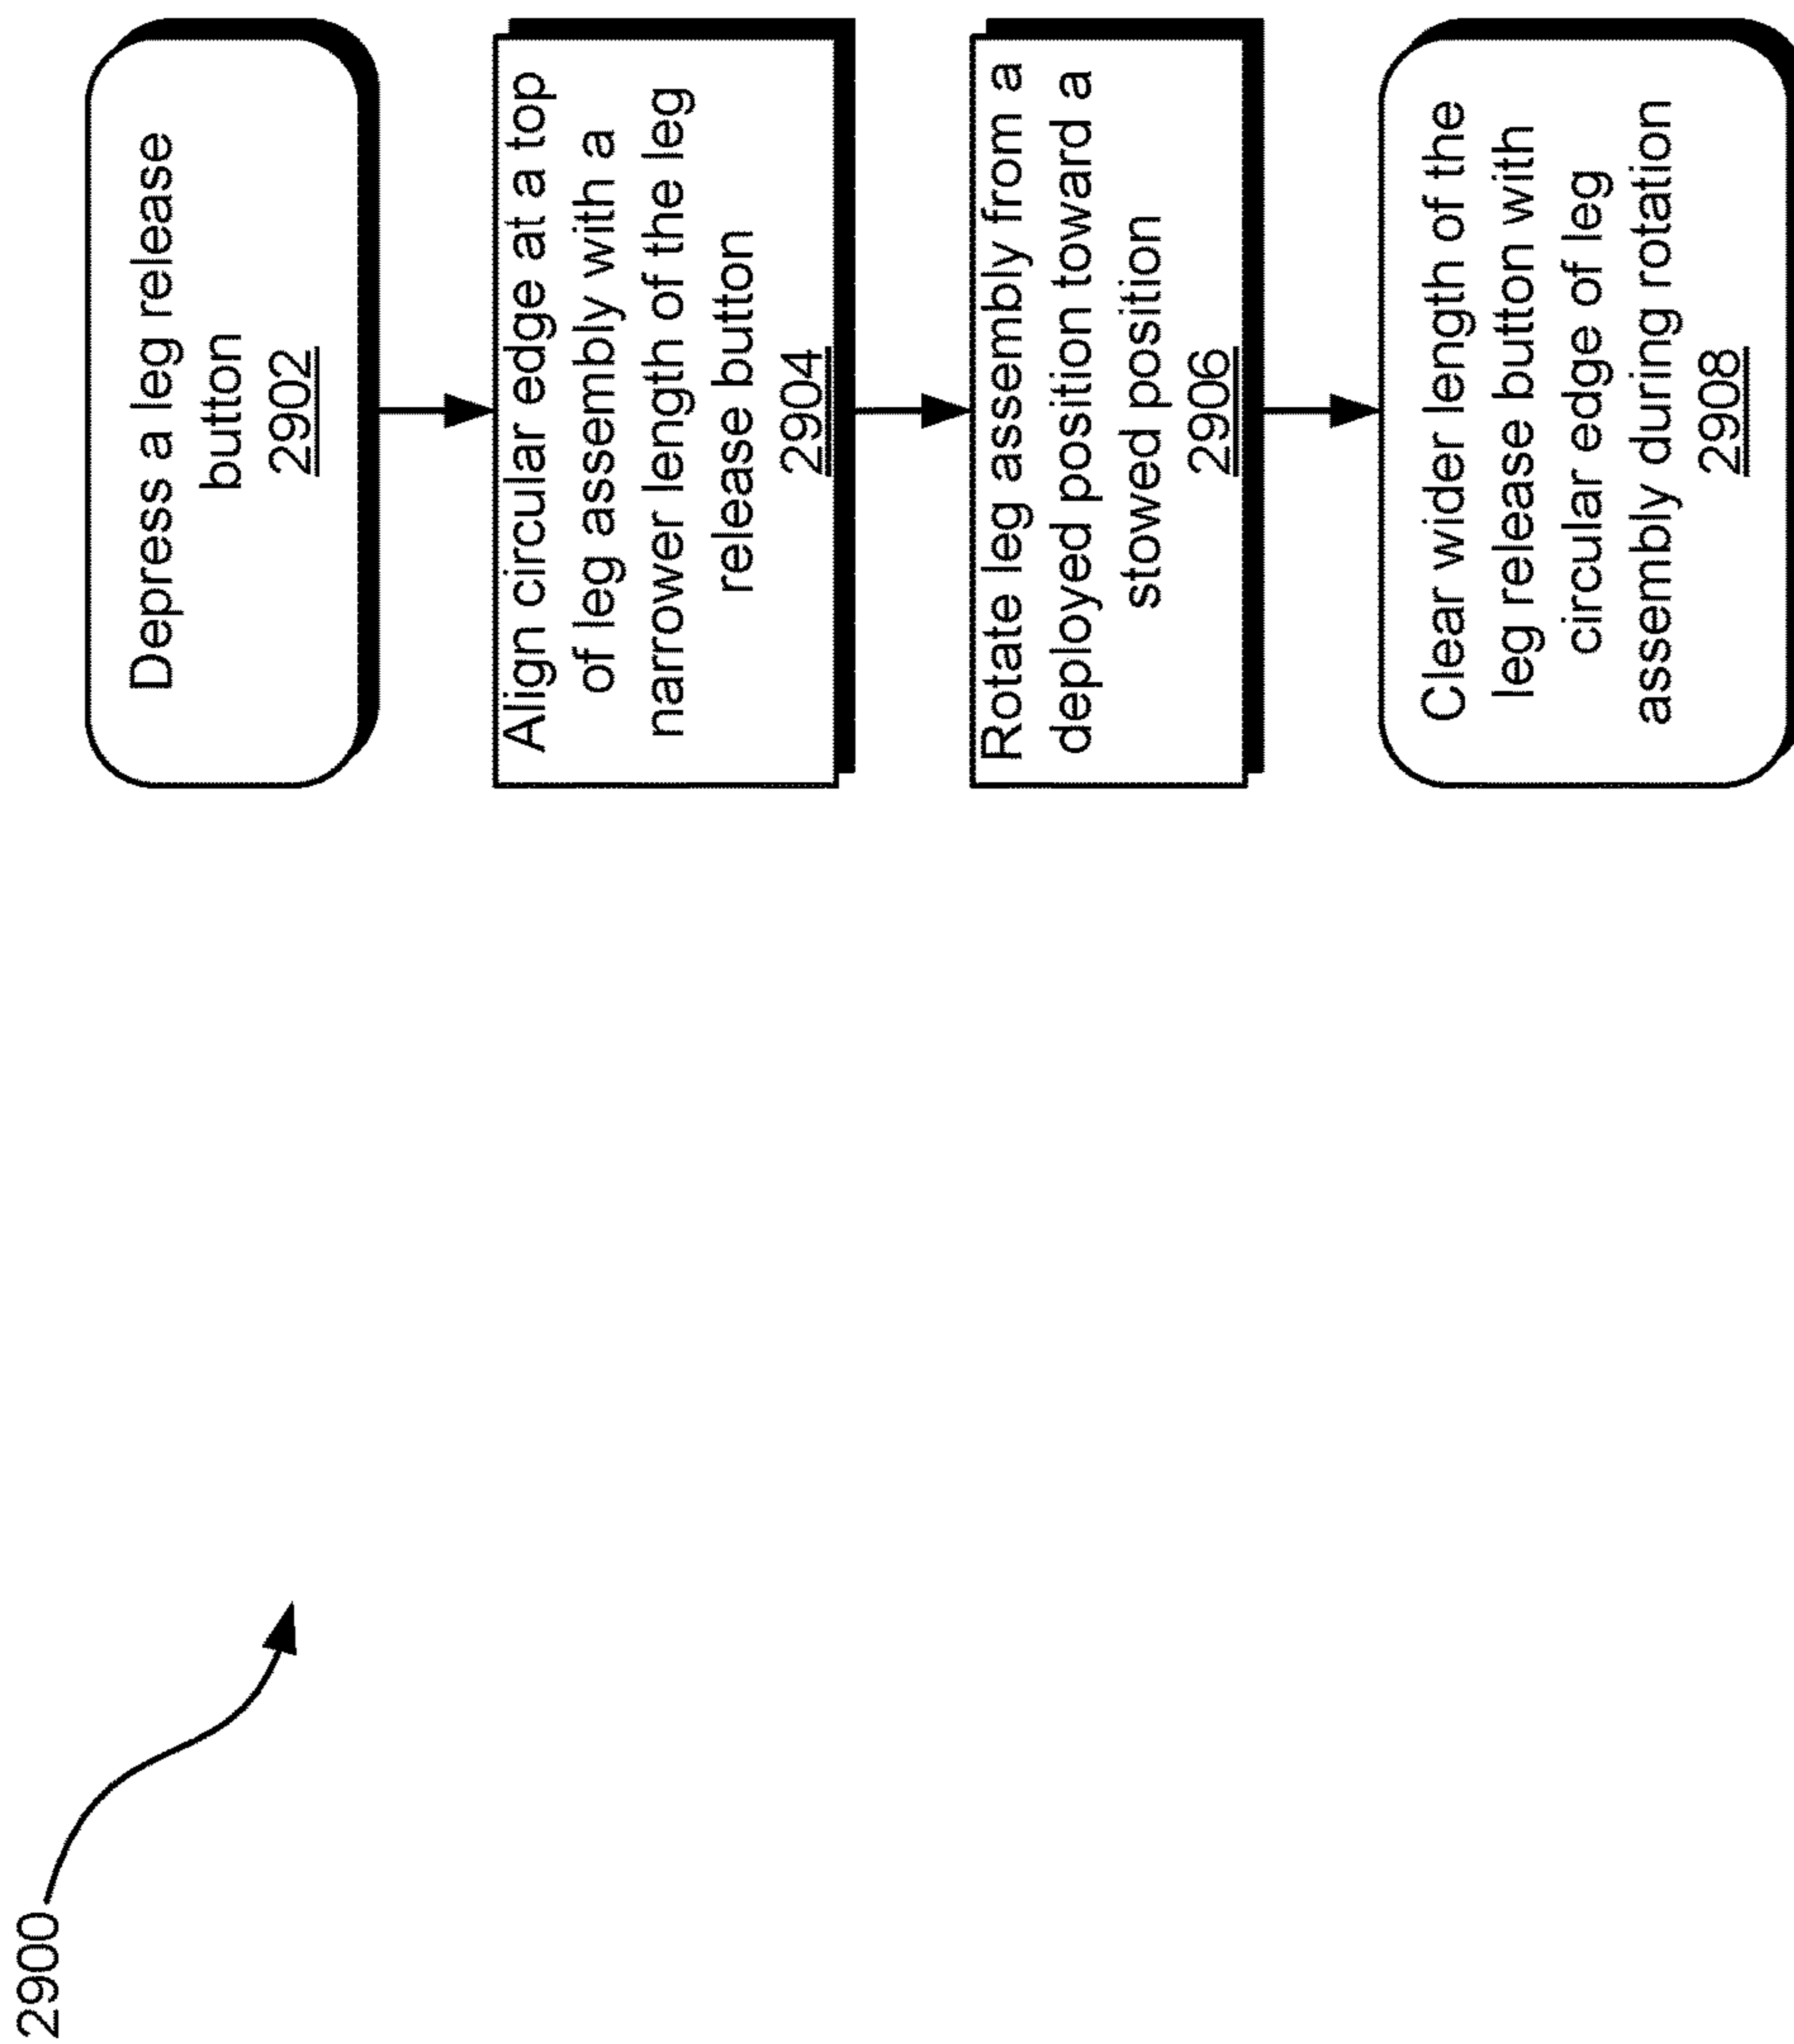 2900
Depress a leg release
button
2902
Align circular edge at a top
of leg assembly with a
narrower length of the leg
release button
2904
Rotate leg assembly from a
deployed position toward a
stowed position
2906
Clear wider length of the
leg release button with
circular edge of leg
assembly during rotation
2908